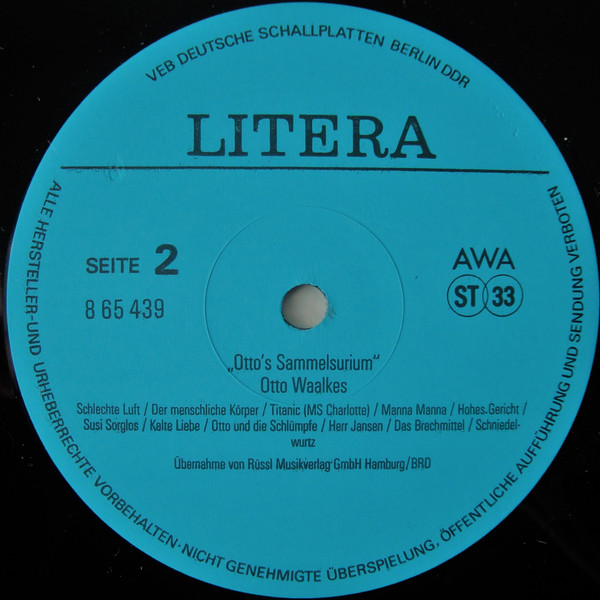 VEB DEUTSCHE SCHALLPLATTEN BERLIN DDR
LITERA
SEITE 2
8 65 439
AWA
ST 33
„Otto's Sammelsurium“
Otto Waalkes
Schlechte Luft / Der menschliche Körper / Titanic (MS Charlotte) / Manna Manna / Hohes Gericht /
Susi Sorglos / Kalte Liebe / Otto und die Schlümpfe / Herr Jansen / Das Brechmittel / Schniedel-
wurtz
Übernahme von Rüssl Musikverlag GmbH Hamburg/BRD
ALLE HERSTELLER-UND URHEBERRECHTE VORBEHALTEN·NICHT GENEHMIGTE ÜBERSPIELUNG, ÖFFENTLICHE AUFFÜHRUNG UND SENDUNG VERBOTEN